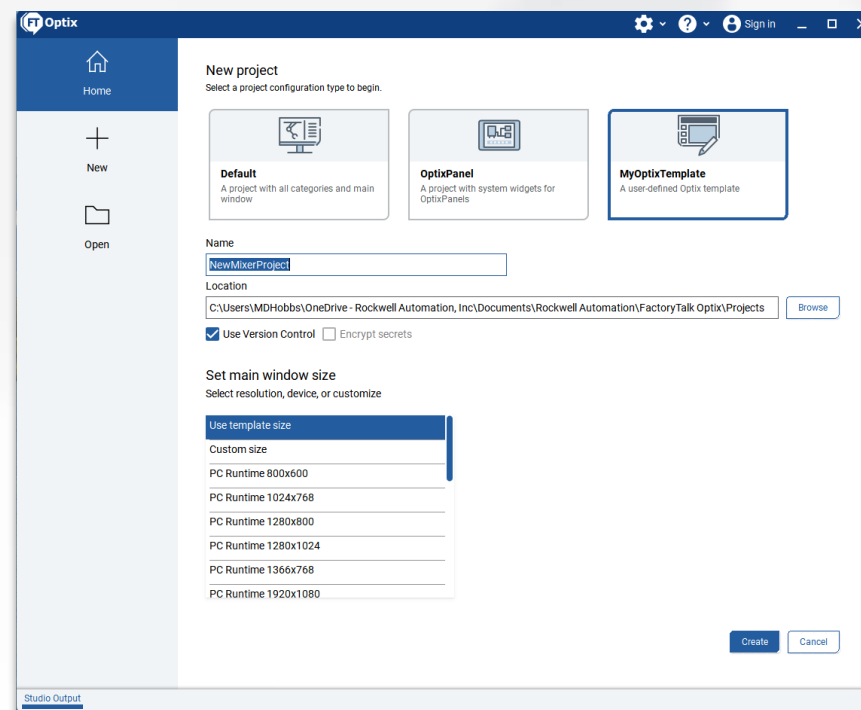 FT Optix
Sign in
Home
New
Open
New project
Select a project configuration type to begin.
Default
A project with all categories and main
window
OptixPanel
A project with system widgets for
OptixPanels
MyOptixTemplate
A user-defined Optix template
Name
NewMixerProject
Location
C:\Users\MDHobbs\OneDrive - Rockwell Automation, Inc\Documents\Rockwell Automation\FactoryTalk Optix\Projects
Browse
Use Version Control
Encrypt secrets
Set main window size
Select resolution, device, or customize
Use template size
Custom size
PC Runtime 800x600
PC Runtime 1024x768
PC Runtime 1280x800
PC Runtime 1280x1024
PC Runtime 1366x768
PC Runtime 1920x1080
Create
Cancel
Studio Output